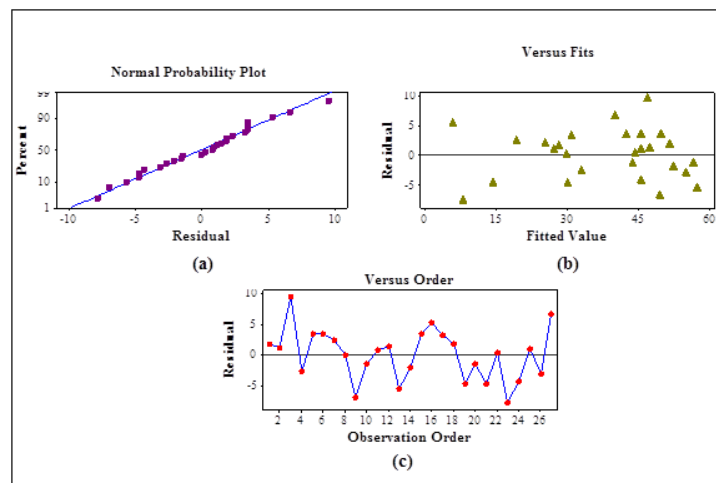 Normal Probability Plot
99
90
50
10
1
Percent
-10 -5 0 5 10
Residual
(a)
Versus Fits
10
5
0
-5
Residual
0 15 30 45 60
Fitted Value
(b)
Versus Order
10
5
0
-5
Residual
2 4 6 8 10 12 14 16 18 20 22 24 26
Observation Order
(c)